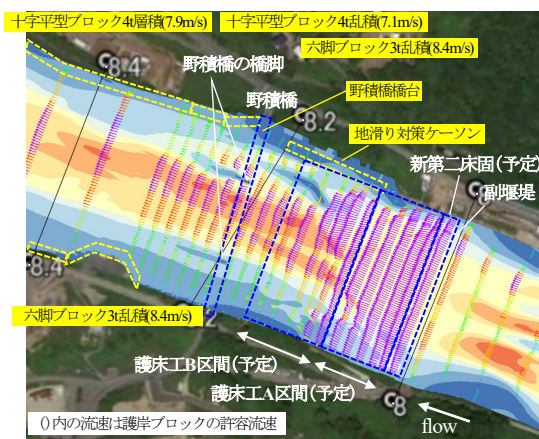 十字平型ブロック4t層積(7.9m/s)
十字平型ブロック4t乱積(7.1m/s)
六脚ブロック3t乱積(8.4m/s)
8.4
野積橋の橋脚
野積橋
野積橋橋台
8.2
地滑り対策ケーソン
新第二床固(予定)
副堰堤
8.4
六脚ブロック3t乱積(8.4m/s)
2
護床工B区間(予定)
護床工A区間(予定)
8
flow
()内の流速は護岸ブロックの許容流速